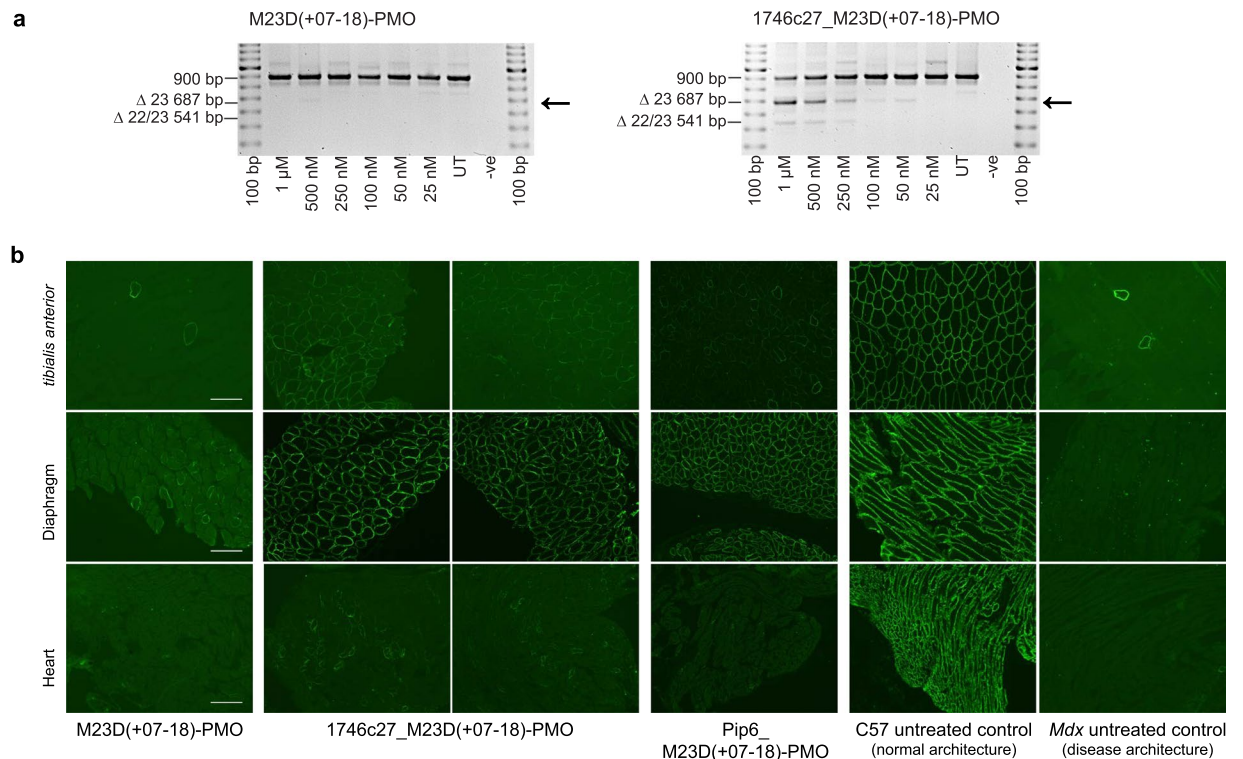 a
M23D(+07-18)-PMO
900 bp
Δ 23 687 bp
Δ 22/23 541 bp
100 bp
1 µM
500 nM
250 nM
100 nM
50 nM
25 nM
UT
-ve
100 bp
1746c27_M23D(+07-18)-PMO
900 bp
Δ 23 687 bp
Δ 22/23 541 bp
100 bp
1 µM
500 nM
250 nM
100 nM
50 nM
25 nM
UT
-ve
100 bp
b
tibialis anterior
Diaphragm
Heart
M23D(+07-18)-PMO
1746c27_M23D(+07-18)-PMO
Pip6_
M23D(+07-18)-PMO
C57 untreated control
(normal architecture)
Mdx untreated control
(disease architecture)